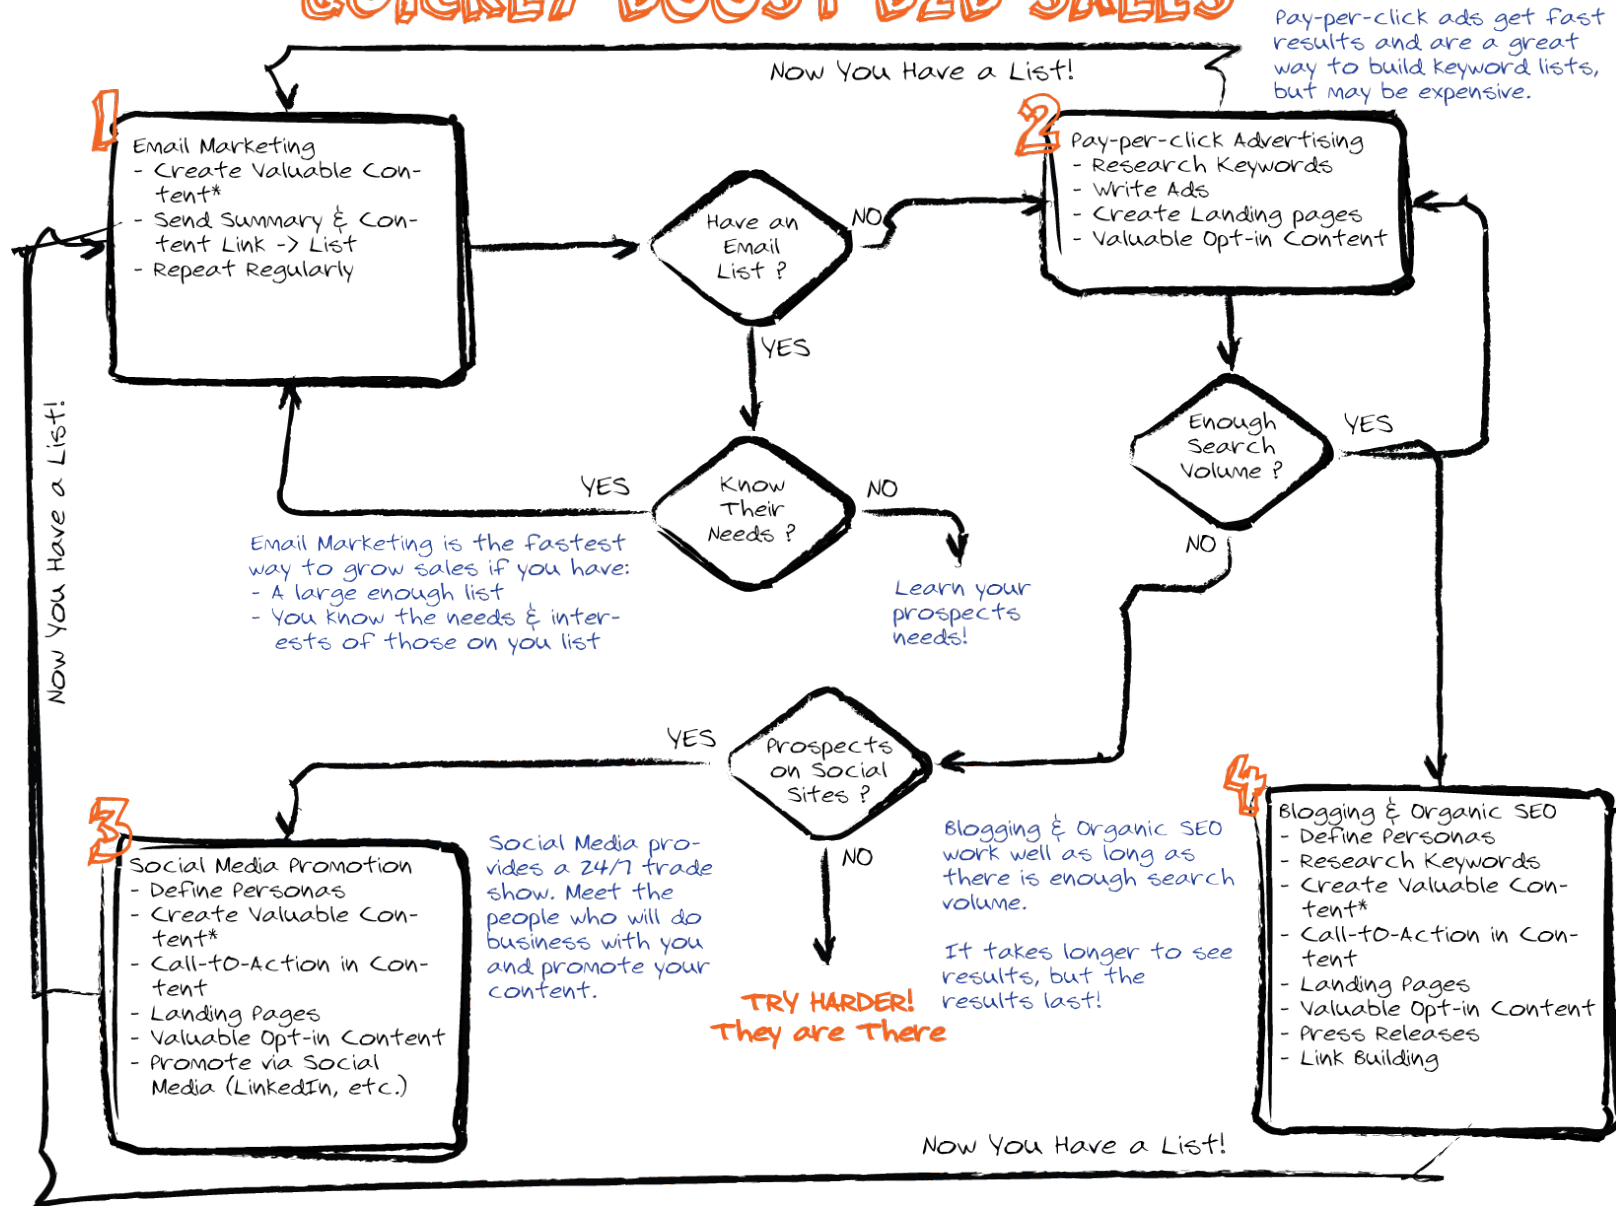 QUICKLY BOOST B2B SALES
Pay-per-click ads get fast
results and are a great
way to build keyword lists,
but may be expensive.
Now You Have a List!
1
Email Marketing
- Create Valuable Con-
tent*
- Send Summary & Con-
tent Link -> List
- Repeat Regularly
Have an
Email
List ?
NO
YES
2
Pay-per-click Advertising
- Research Keywords
- Write Ads
- Create Landing pages
- Valuable Opt-in Content
Enough
Search
Volume ?
YES
NO
Know
Their
Needs ?
YES
NO
Learn your
prospects
needs!
Email Marketing is the fastest
way to grow sales if you have:
- A large enough list
- You know the needs & inter-
ests of those on you list
Now You Have a List!
Prospects
on Social
Sites ?
YES
NO
TRY HARDER!
They are There
3
Social Media Promotion
- Define Personas
- Create Valuable Con-
tent*
- Call-to-Action in Con-
tent
- Landing Pages
- Valuable Opt-in Content
- Promote via Social
Media (LinkedIn, etc.)
Social Media pro-
vides a 24/7 trade
show. Meet the
people who will do
business with you
and promote your
content.
Blogging & Organic SEO
work well as long as
there is enough search
volume.
It takes longer to see
results, but the
results last!
4
Blogging & Organic SEO
- Define Personas
- Research Keywords
- Create Valuable Con-
tent*
- Call-to-Action in Con-
tent
- Landing Pages
- Valuable Opt-in Content
- Press Releases
- Link Building
Now You Have a List!